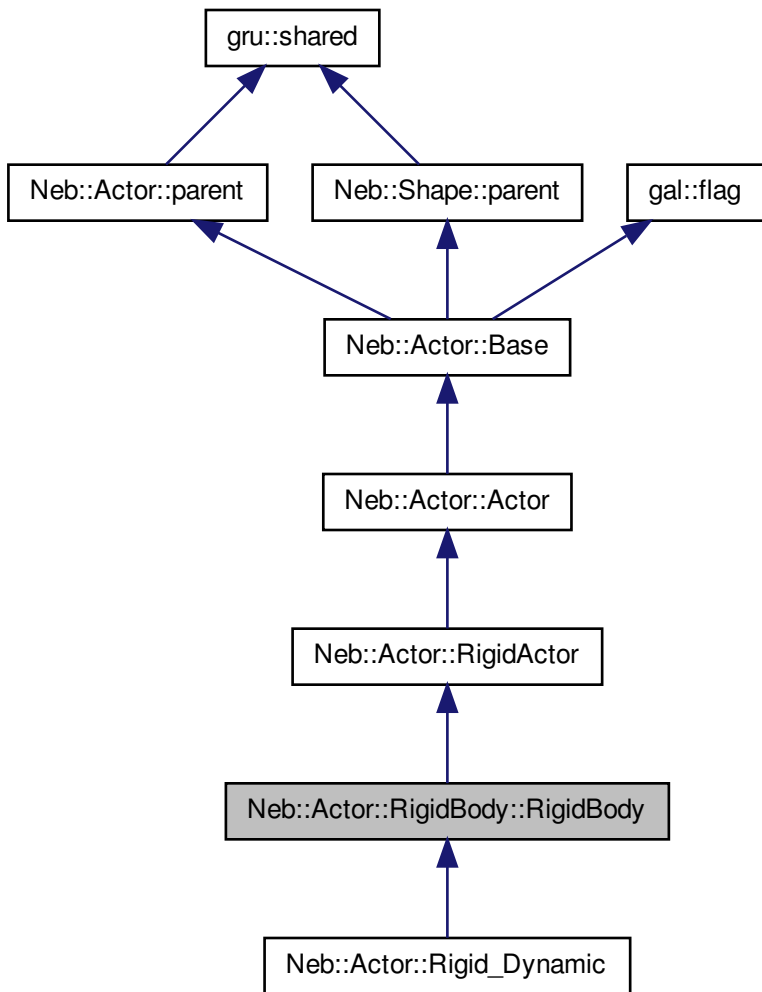 gru::shared
Neb::Actor::parent
Neb::Shape::parent
gal::flag
Neb::Actor::Base
Neb::Actor::Actor
Neb::Actor::RigidActor
Neb::Actor::RigidBody::RigidBody
Neb::Actor::Rigid_Dynamic